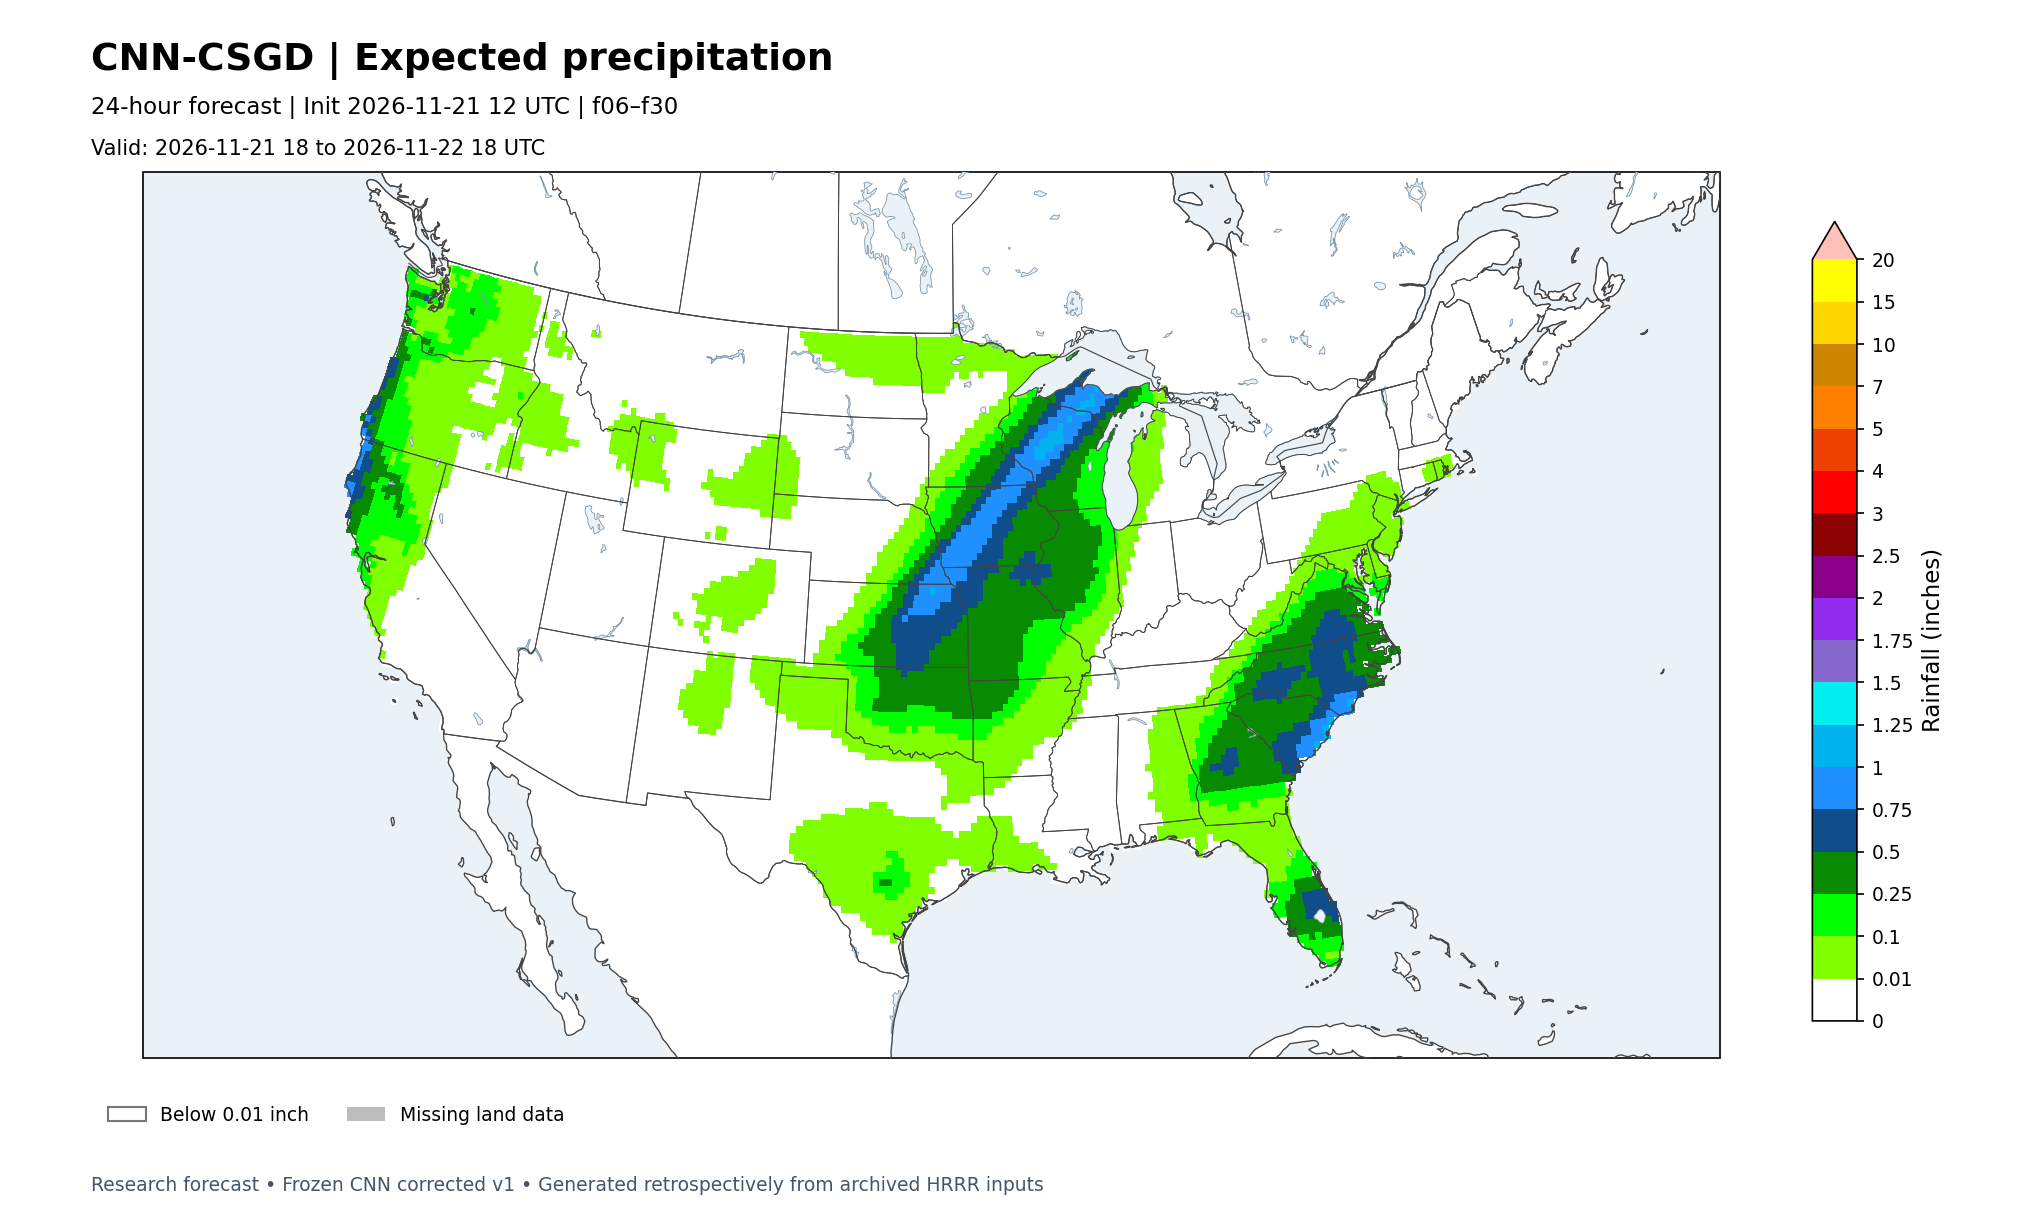 CNN-CSGD | Expected precipitation
24-hour forecast | Init 2026-11-21 12 UTC | f06–f30
Valid: 2026-11-21 18 to 2026-11-22 18 UTC
20
15
10
7
5
4
3
2.5
2
1.75
1.5
1.25
1
0.75
0.5
0.25
0.1
0.01
0
Rainfall (inches)
Below 0.01 inch
Missing land data
Research forecast • Frozen CNN corrected v1 • Generated retrospectively from archived HRRR inputs